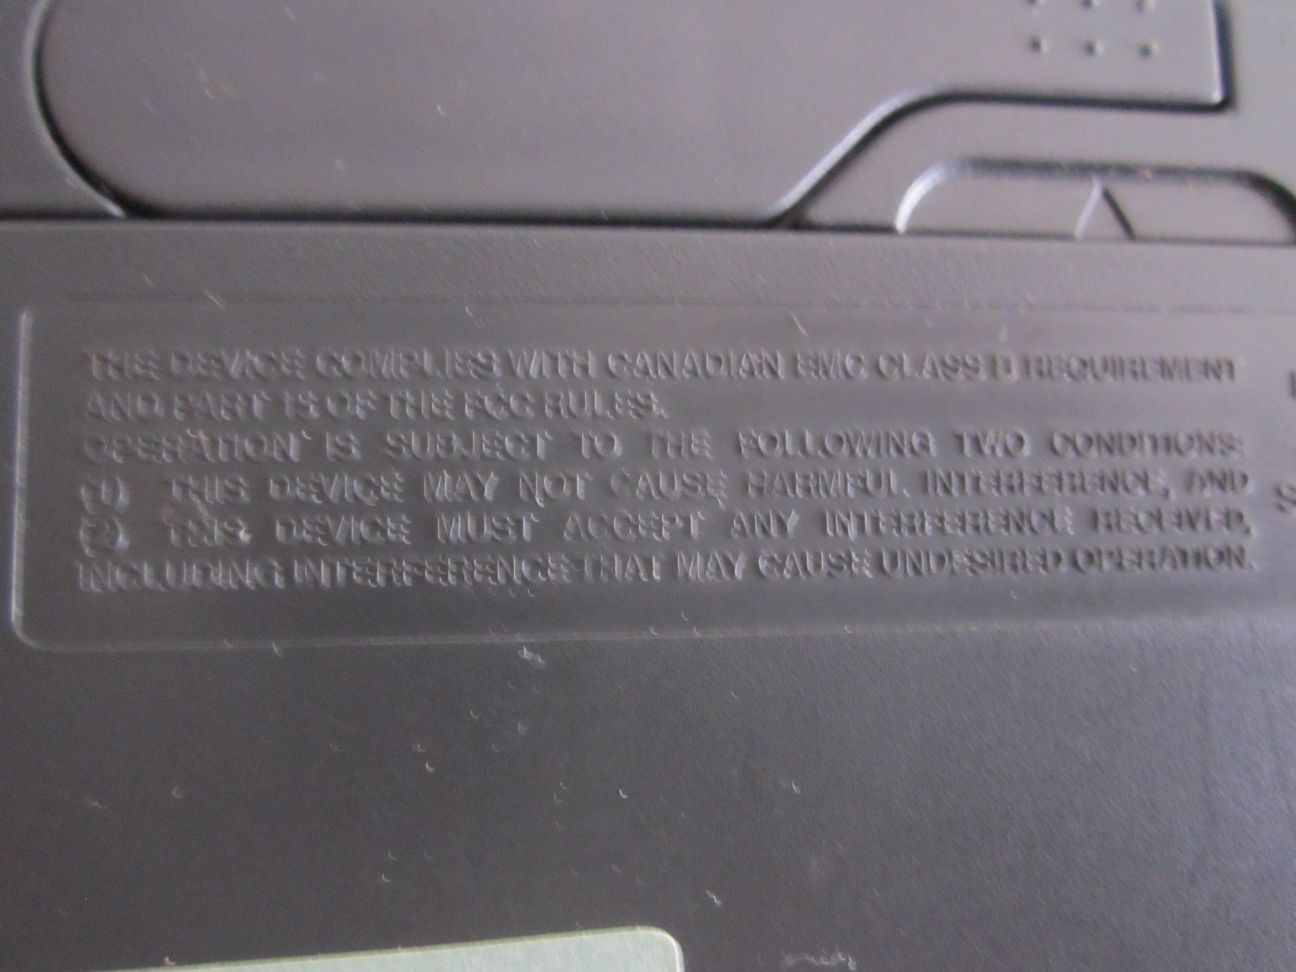 THE DEVICE COMPLIES WITH CANADIAN EMC CLASS B REQUIREMENT
AND PART 15 OF THE FCC RULES.
OPERATION IS SUBJECT TO THE FOLLOWING TWO CONDITIONS:
(1) THIS DEVICE MAY NOT CAUSE HARMFUL INTERFERENCE, AND
(2) THIS DEVICE MUST ACCEPT ANY INTERFERENCE RECEIVED,
INCLUDING INTERFERENCE THAT MAY CAUSE UNDESIRED OPERATION.